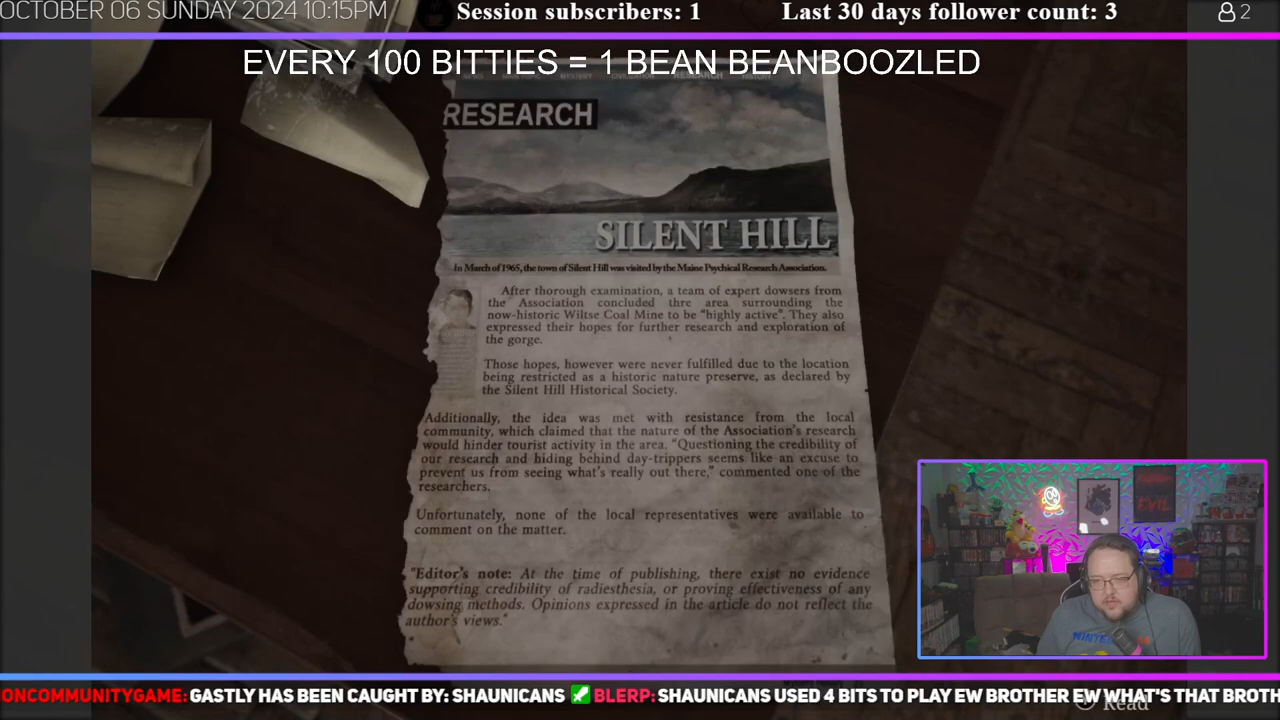 OCTOBER 06 SUNDAY 2024 10:15PM
Session subscribers: 1
Last 30 days follower count: 3
2
EVERY 100 BITTIES = 1 BEAN BEANBOOZLED
MYSTERY
CIVILIZATION
RESEARCH
HISTORY
RESEARCH
SILENT HILL
In March of 1965, the town of Silent Hill was visited by the Maine Psychical Research Association.
After thorough examination, a team of expert dowsers from
the Association concluded thre area surrounding the
now-historic Wiltse Coal Mine to be "highly active". They also
expressed their hopes for further research and exploration of
the gorge.
Those hopes, however were never fulfilled due to the location
being restricted as a historic nature preserve, as declared by
the Silent Hill Historical Society.
Additionally, the idea was met with resistance from the local
community, which claimed that the nature of the Association's research
would hinder tourist activity in the area. "Questioning the credibility of
our research and hiding behind day-trippers seems like an excuse to
prevent us from seeing what's really out there," commented one of the
researchers.
Unfortunately, none of the local representatives were available to
comment on the matter.
"Editor's note: At the time of publishing, there exist no evidence
supporting credibility of radiesthesia, or proving effectiveness of any
dowsing methods. Opinions expressed in the article do not reflect the
author's views."
WINTER
EVIL
ONCOMMUNITYGAME: GASTLY HAS BEEN CAUGHT BY: SHAUNICANS BLERP: SHAUNICANS USED 4 BITS TO PLAY EW BROTHER EW WHAT'S THAT BROTH
Read